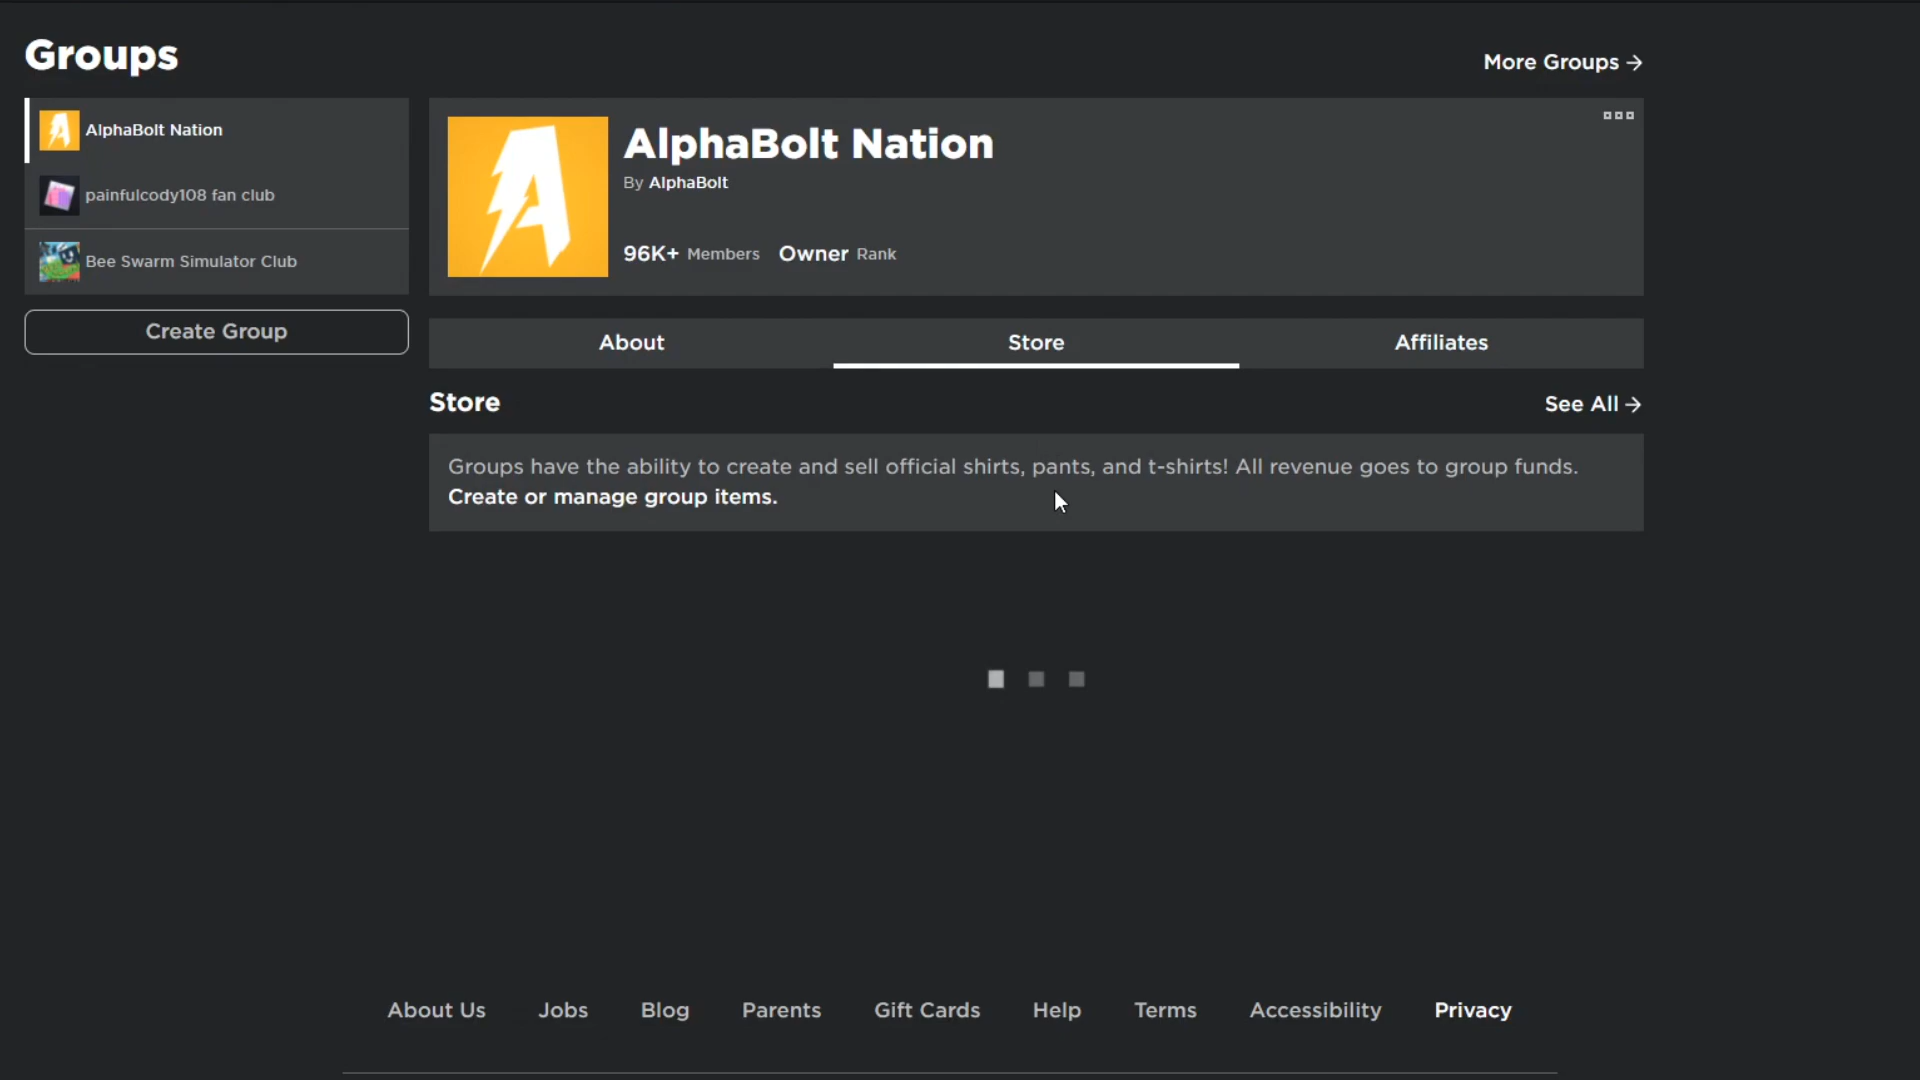 Groups
More Groups →
AlphaBolt Nation
painfulcody108 fan club
Bee Swarm Simulator Club
Create Group
AlphaBolt Nation
By AlphaBolt
96K+ Members Owner Rank
About Store Affiliates
Store
See All →
Groups have the ability to create and sell official shirts, pants, and t-shirts! All revenue goes to group funds.
Create or manage group items.
About Us Jobs Blog Parents Gift Cards Help Terms Accessibility Privacy